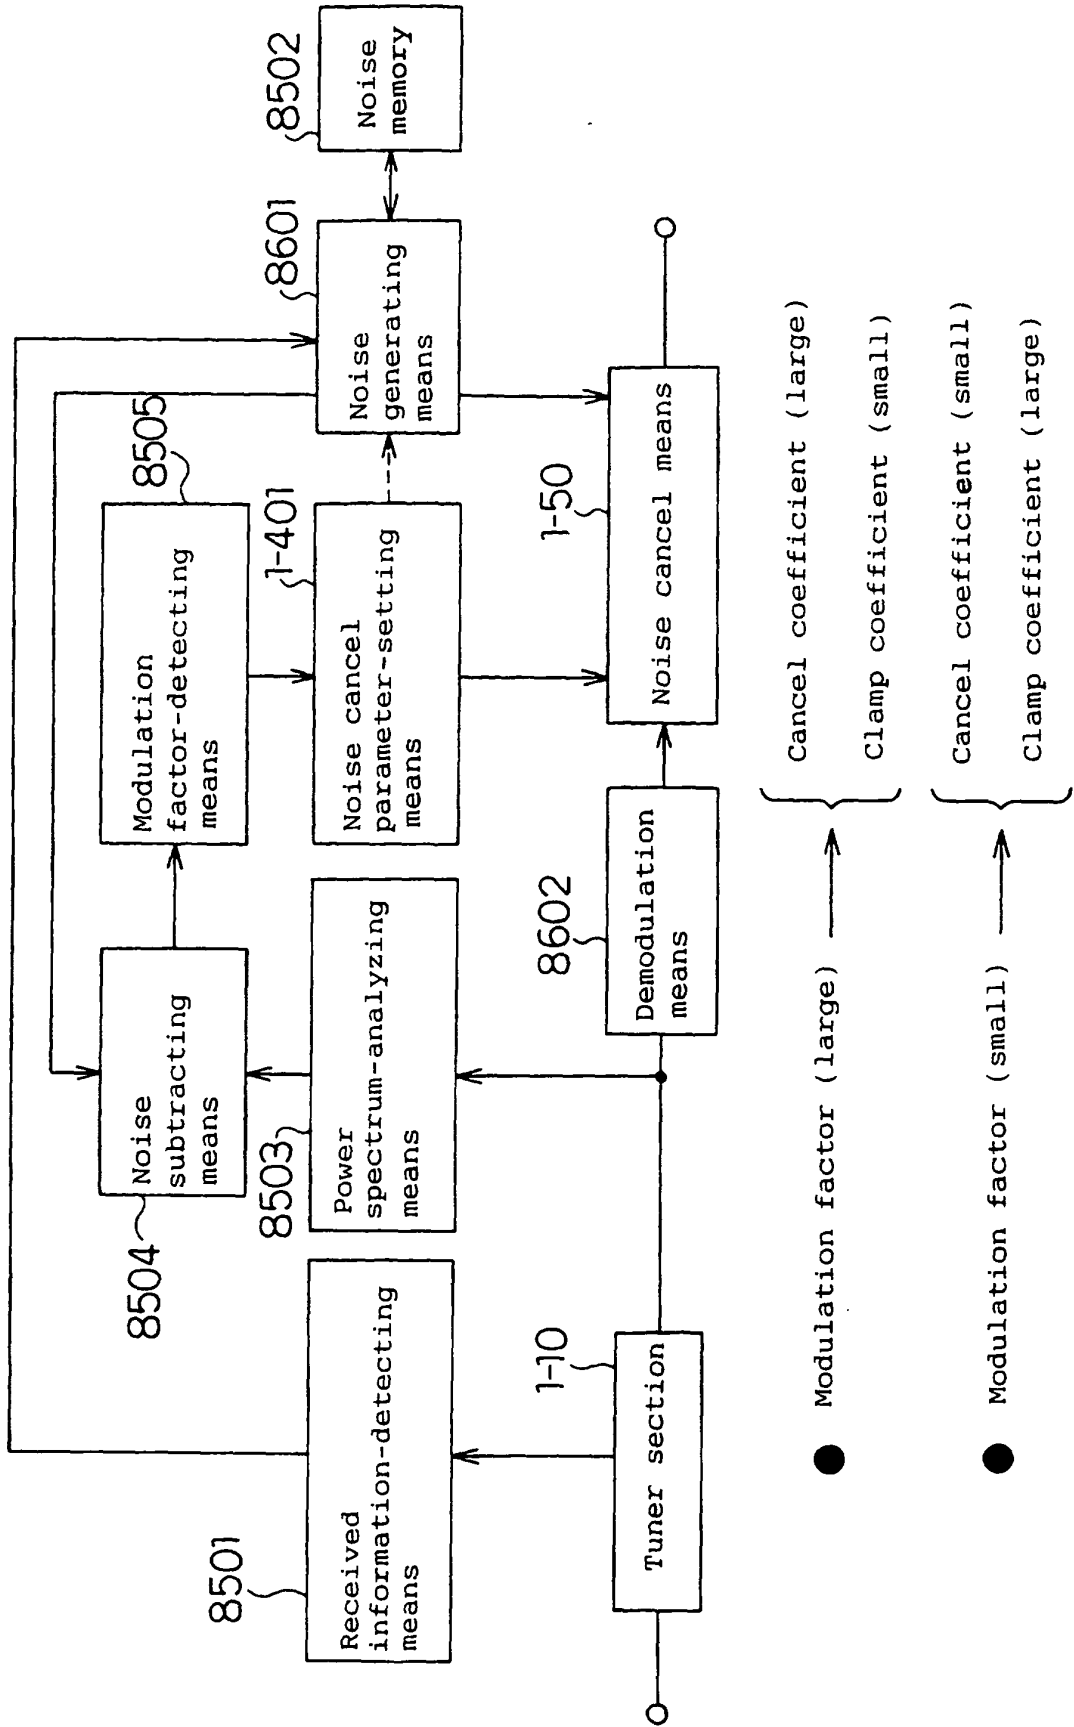 8501
Received
information-detecting
means
8504
Noise
subtracting
means
8503
Power
spectrum-analyzing
means
8505
Modulation
factor-detecting
means
1-401
Noise cancel
parameter-setting
means
8601
Noise
generating
means
8502
Noise
memory
1-10
Tuner section
8602
Demodulation
means
1-50
Noise cancel means
● Modulation factor (large) → Cancel coefficient (large)
Clamp coefficient (small)
● Modulation factor (small) → Cancel coefficient (small)
Clamp coefficient (large)